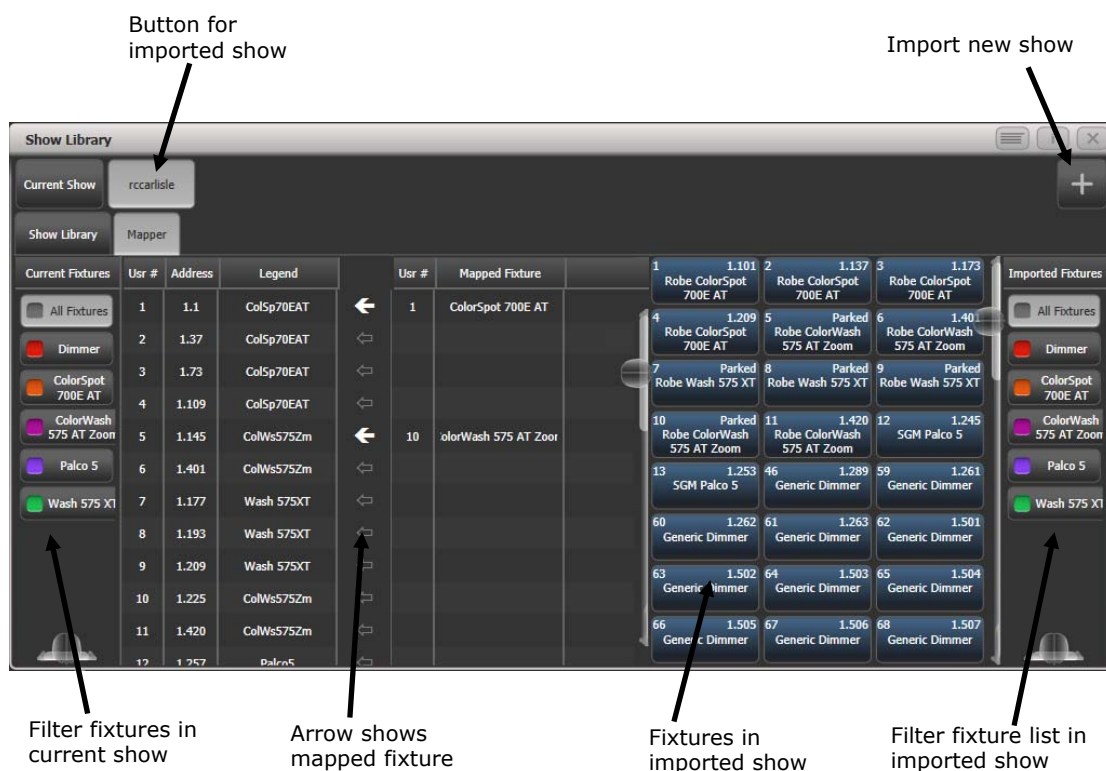 Button for
imported show
Import new show
Show Library
Current Show
rccarlisle
Show Library
Mapper
Current Fixtures Usr # Address Legend Usr # Mapped Fixture
All Fixtures
Dimmer
ColorSpot
700E AT
ColorWash
575 AT Zoom
Palco 5
Wash 575 XT
1 1.1 ColSp70EAT 1 ColorSpot 700E AT
2 1.37 ColSp70EAT
3 1.73 ColSp70EAT
4 1.109 ColSp70EAT
5 1.145 ColWs575Zm 10 olorWash 575 AT Zoor
6 1.401 ColWs575Zm
7 1.177 Wash 575XT
8 1.193 Wash 575XT
9 1.209 Wash 575XT
10 1.225 ColWs575Zm
11 1.420 ColWs575Zm
12 1.257 Palco5
1 1.101
Robe ColorSpot
700E AT
2 1.137
Robe ColorSpot
700E AT
3 1.173
Robe ColorSpot
700E AT
4 1.209
Robe ColorSpot
700E AT
5 Parked
Robe ColorWash
575 AT Zoom
6 1.401
Robe ColorWash
575 AT Zoom
7 Parked
Robe Wash 575 XT
8 Parked
Robe Wash 575 XT
9 Parked
Robe Wash 575 XT
10 Parked
Robe ColorWash
575 AT Zoom
11 1.420
Robe ColorWash
575 AT Zoom
12 1.245
SGM Palco 5
13 1.253
SGM Palco 5
46 1.289
Generic Dimmer
59 1.261
Generic Dimmer
60 1.262
Generic Dimmer
61 1.263
Generic Dimmer
62 1.501
Generic Dimmer
63 1.502
Generic Dimmer
64 1.503
Generic Dimmer
65 1.504
Generic Dimmer
66 1.505
Generic Dimmer
67 1.506
Generic Dimmer
68 1.507
Generic Dimmer
Imported Fixtures
All Fixtures
Dimmer
ColorSpot
700E AT
ColorWash
575 AT Zoom
Palco 5
Wash 575 XT
Filter fixtures in
current show
Arrow shows
mapped fixture
Fixtures in
imported show
Filter fixture list in
imported show